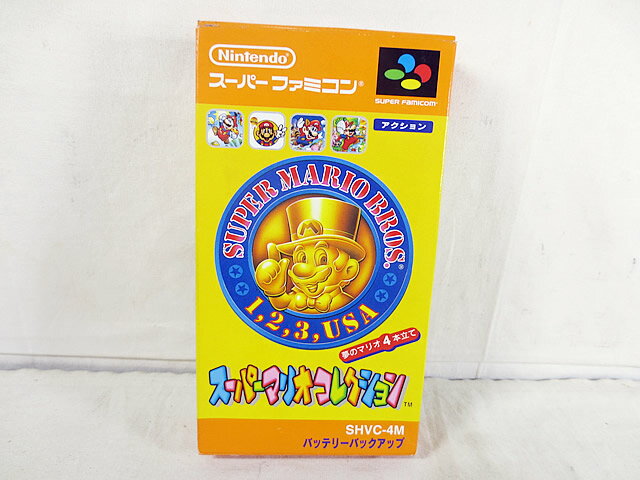 Nintendo
スーパーファミコン®
SUPER FAMICOM™
アクション
SUPER MARIO BROS.®
1, 2, 3, USA
夢のマリオ4本立て
スーパーマリオコレクション™
SHVC-4M
バッテリーバックアップ